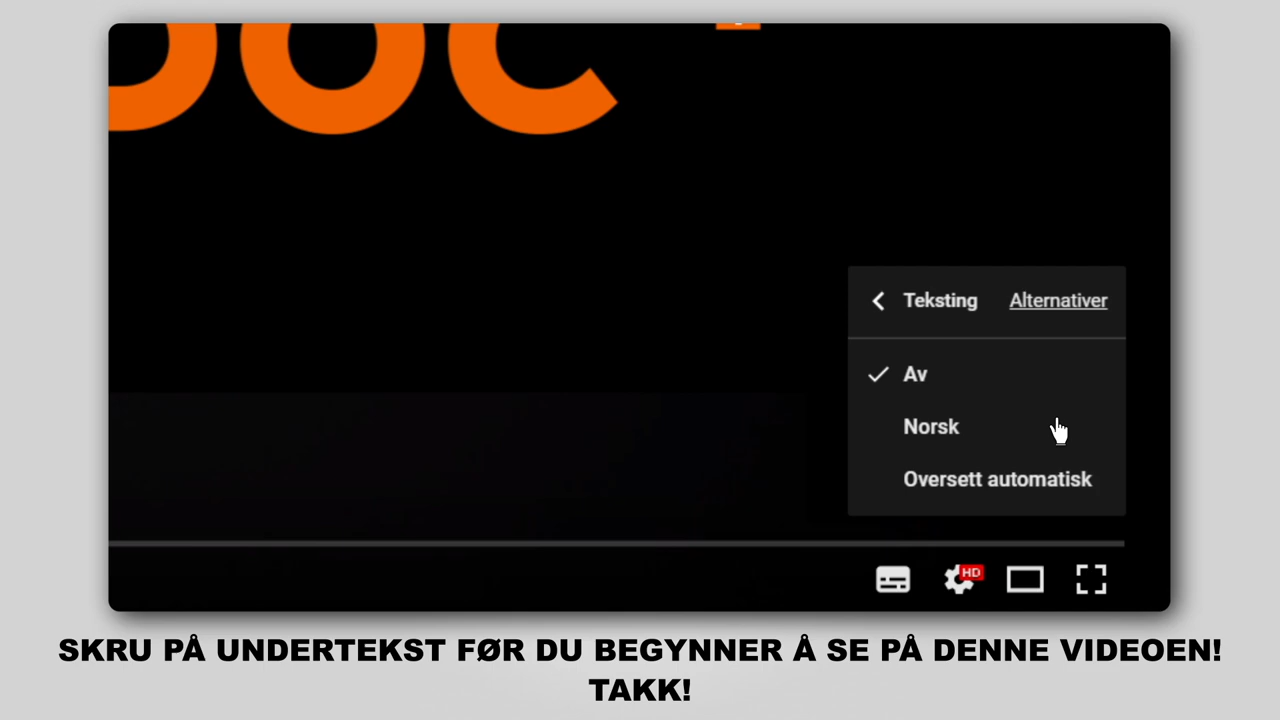 Teksting Alternativer
Av
Norsk
Oversett automatisk
HD
SKRU PÅ UNDERTEKST FØR DU BEGYNNER Å SE PÅ DENNE VIDEOEN!
TAKK!